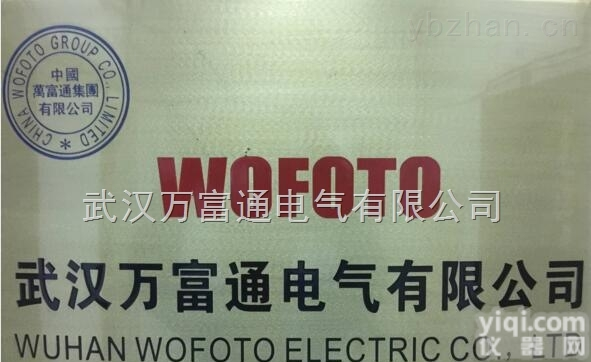 ybzhan.cn
CHINA WOFOTO GROUP CO., LIMITED
中國
萬富通集團
有限公司
WOFOTO
武汉万富通电气有限公司
武汉万富通电气有限公司
WUHAN WOFOTO ELECTRIC CO., LTD
yiqi.com
仪器网